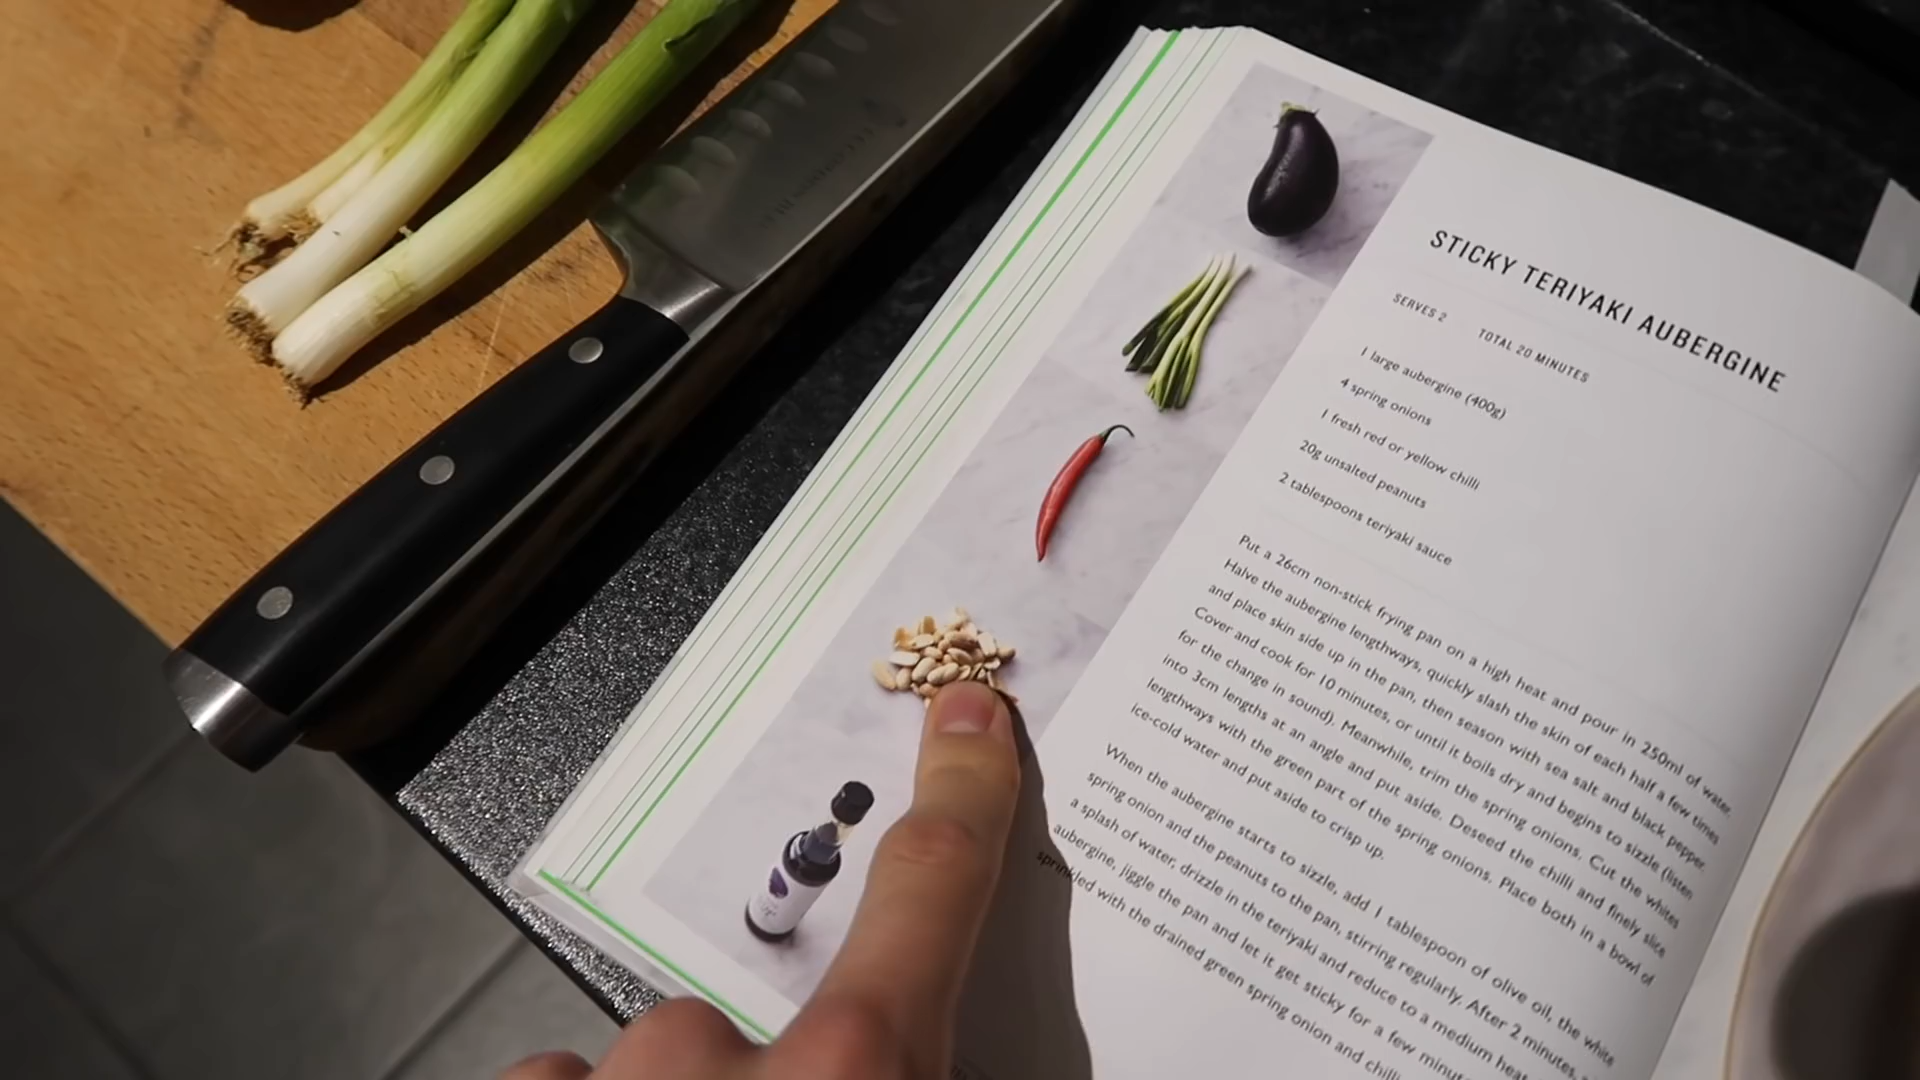 STICKY TERIYAKI AUBERGINE
SERVES 2 TOTAL 20 MINUTES
1 large aubergine (400g)
4 spring onions
1 fresh red or yellow chilli
20g unsalted peanuts
2 tablespoons teriyaki sauce
Put a 26cm non-stick frying pan on a high heat and pour in 250ml of water.
Halve the aubergine lengthways, quickly slash the skin of each half a few times
and place skin side up in the pan, then season with sea salt and black pepper.
Cover and cook for 10 minutes, or until it boils dry and begins to sizzle (listen
for the change in sound). Meanwhile, trim the spring onions. Cut the whites
into 3cm lengths at an angle and put aside. Deseed the chilli and finely slice
lengthways with the green part of the spring onions. Place both in a bowl of
ice-cold water and put aside to crisp up.
When the aubergine starts to sizzle, add 1 tablespoon of olive oil, the white
spring onion and the peanuts to the pan, stirring regularly. After 2 minutes,
a splash of water, drizzle in the teriyaki and reduce to a medium heat
aubergine, jiggle the pan and let it get sticky for a few minutes
sprinkled with the drained green spring onion and chilli